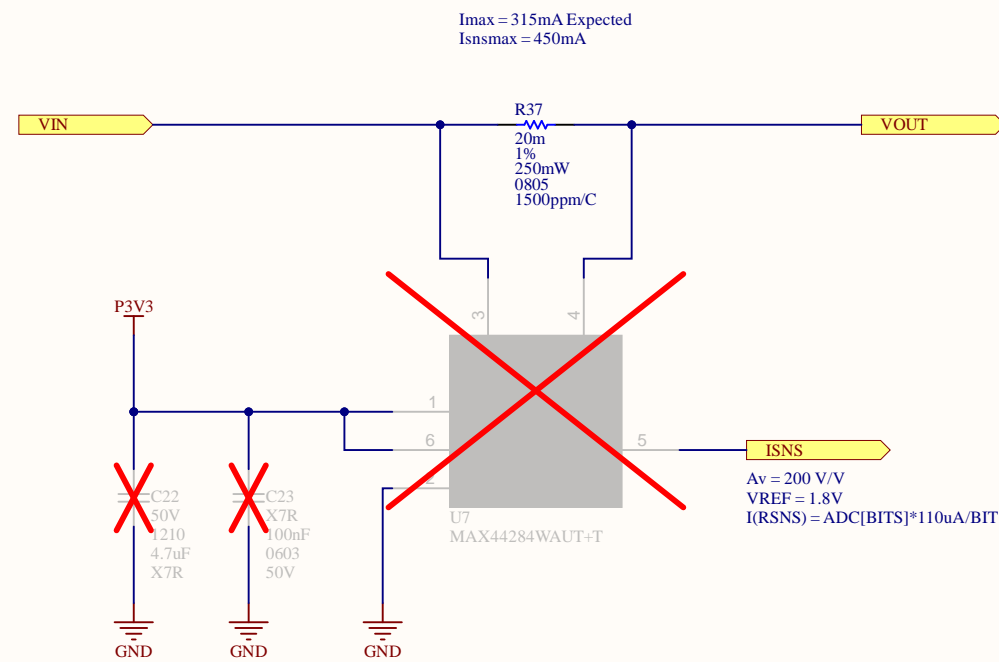 Imax = 315mA Expected
Isnsmax = 450mA
R37
VIN
VOUT
20m
1%
250mW
0805
1500ppm/C
P3V3
3
4
1
6
5
ISNS
C22
50V
1210
4.7uF
X7R
C23
X7R
100nF
0603
50V
Av = 200 V/V
VREF = 1.8V
I(RSNS) = ADC[BITS]*110uA/BIT
U7
MAX44284WAUT+T
GND
GND
GND